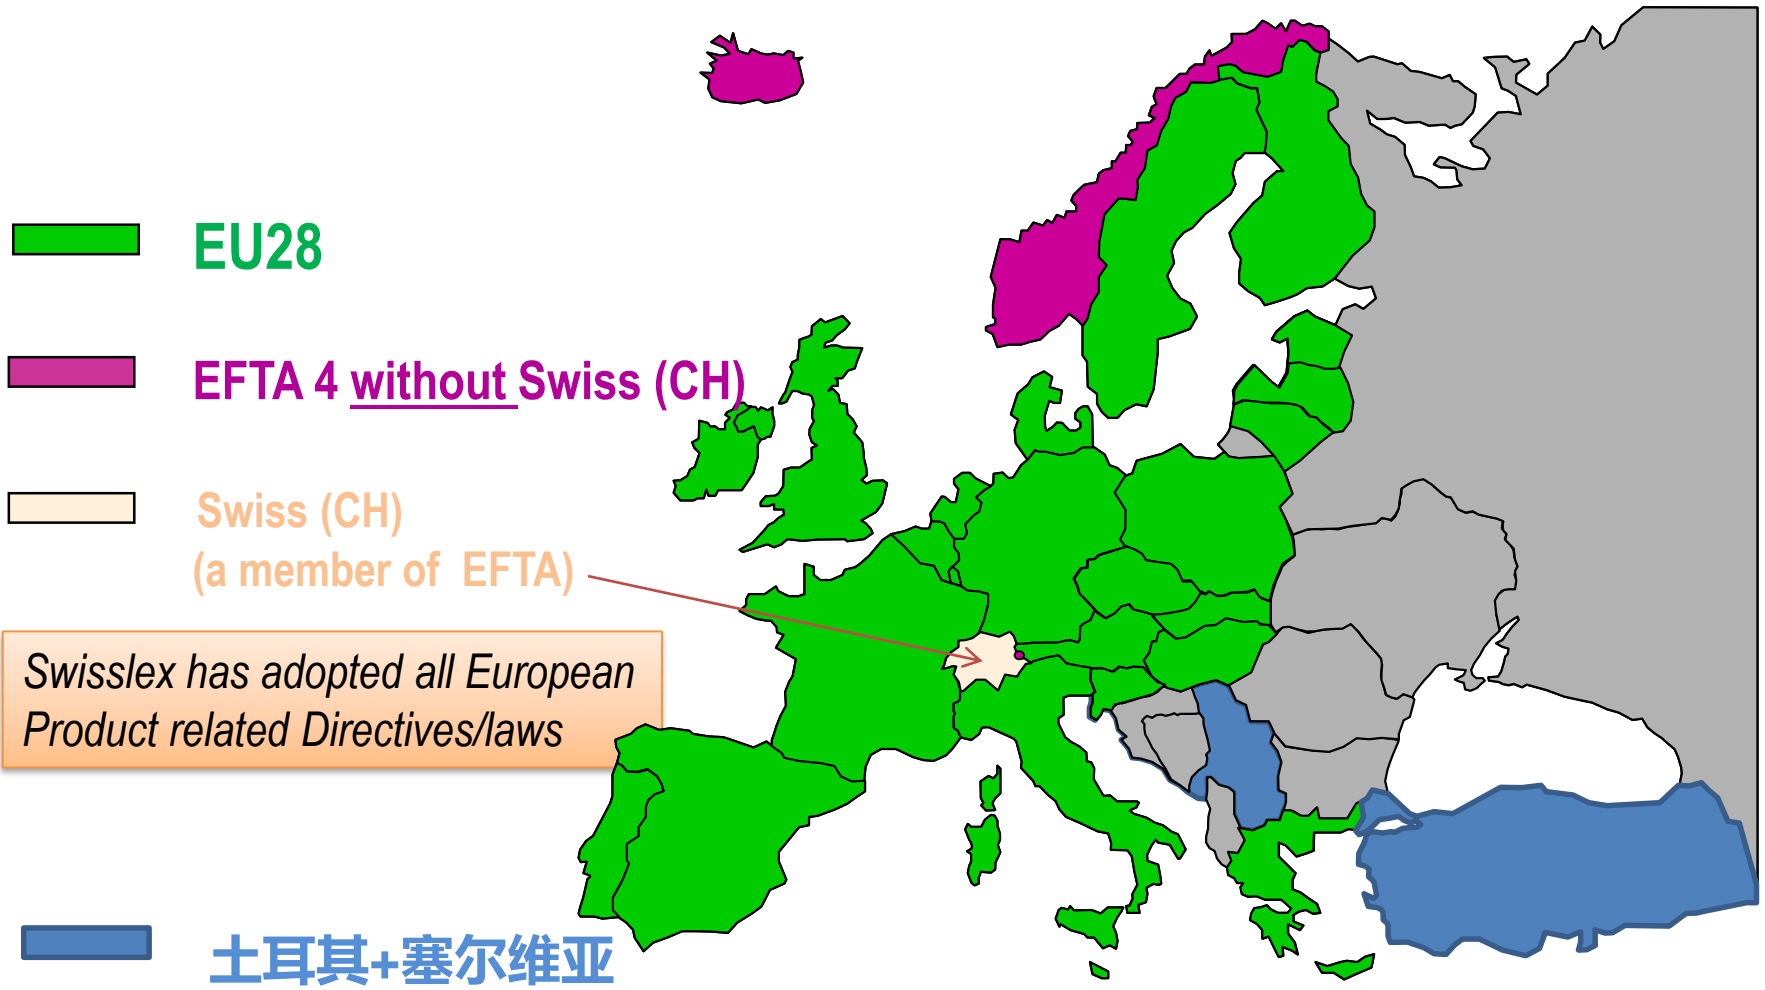 EU28
EFTA 4 without Swiss (CH)
Swiss (CH)
(a member of EFTA)
Swisslex has adopted all European
Product related Directives/laws
土耳其+塞尔维亚